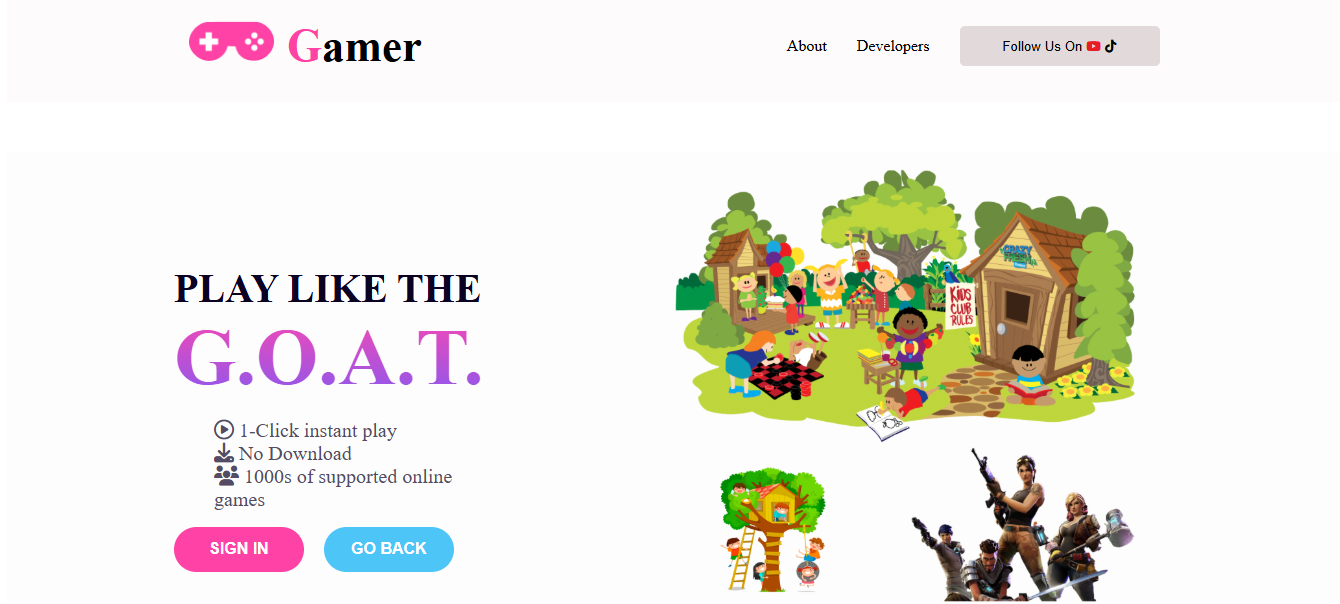 Gamer
About
Developers
Follow Us On
PLAY LIKE THE
G.O.A.T.
1-Click instant play
No Download
1000s of supported online
games
SIGN IN
GO BACK
CRAZY
KIDS
CLUB
RULES